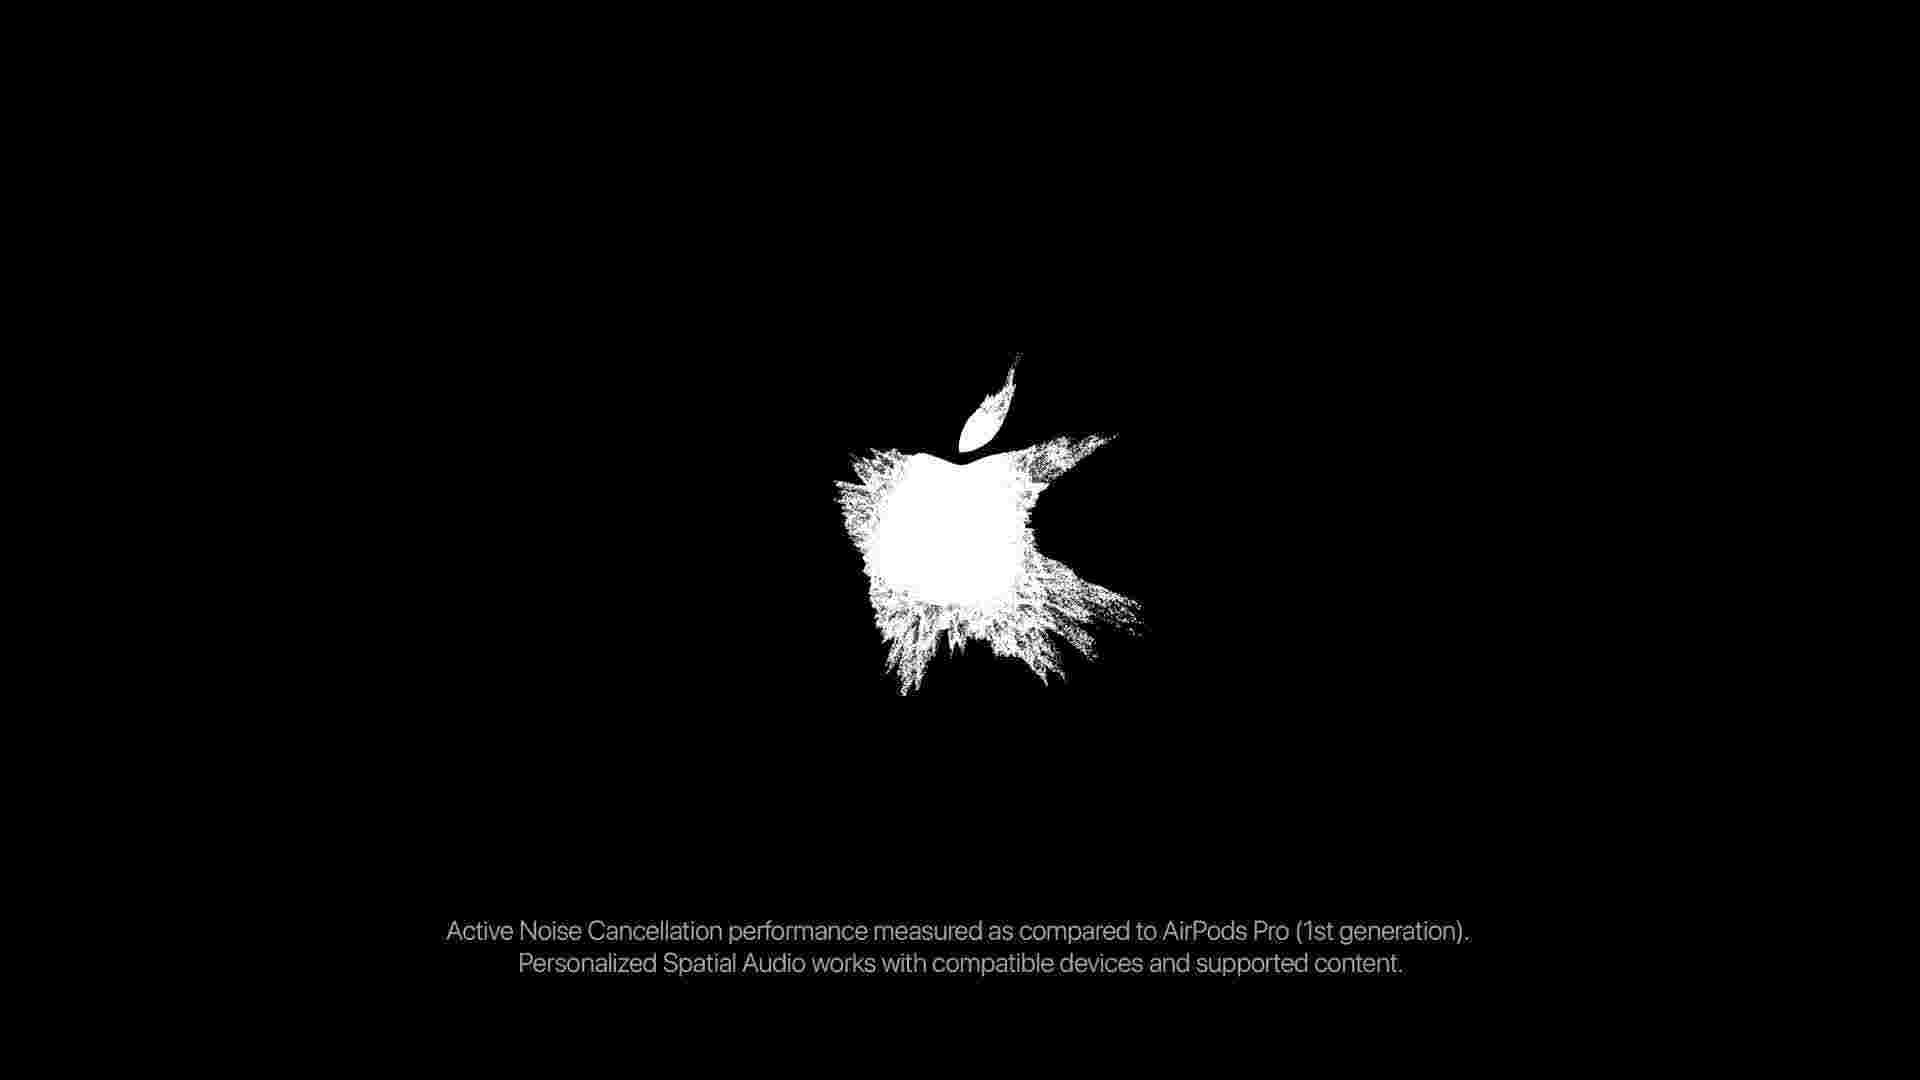 Active Noise Cancellation performance measured as compared to AirPods Pro (1st generation).
Personalized Spatial Audio works with compatible devices and supported content.